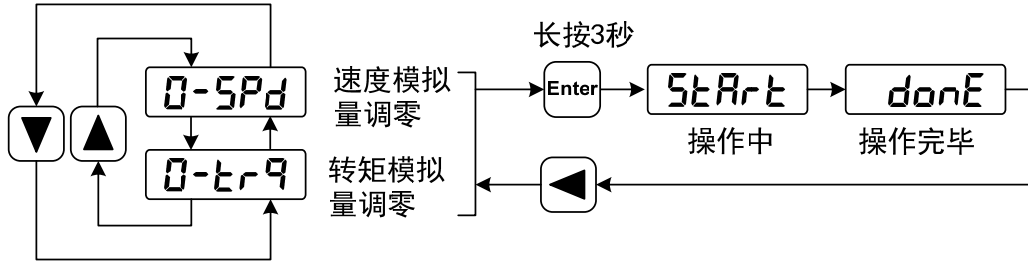 长按3秒
0-SPd
速度模拟
量调零
Enter
StArt
donE
操作中
操作完毕
0-trq
转矩模拟
量调零